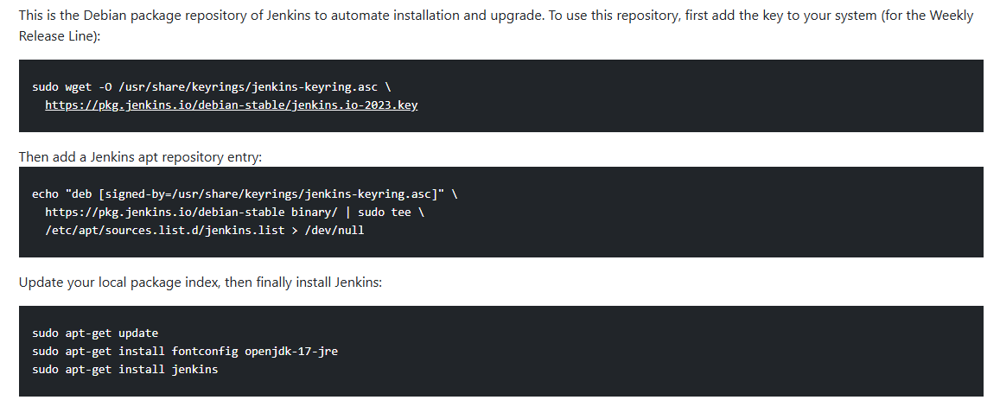 This is the Debian package repository of Jenkins to automate installation and upgrade. To use this repository, first add the key to your system (for the Weekly
Release Line):
sudo wget -O /usr/share/keyrings/jenkins-keyring.asc \
https://pkg.jenkins.io/debian-stable/jenkins.io-2023.key
Then add a Jenkins apt repository entry:
echo "deb [signed-by=/usr/share/keyrings/jenkins-keyring.asc]" \
https://pkg.jenkins.io/debian-stable binary/ | sudo tee \
/etc/apt/sources.list.d/jenkins.list > /dev/null
Update your local package index, then finally install Jenkins:
sudo apt-get update
sudo apt-get install fontconfig openjdk-17-jre
sudo apt-get install jenkins